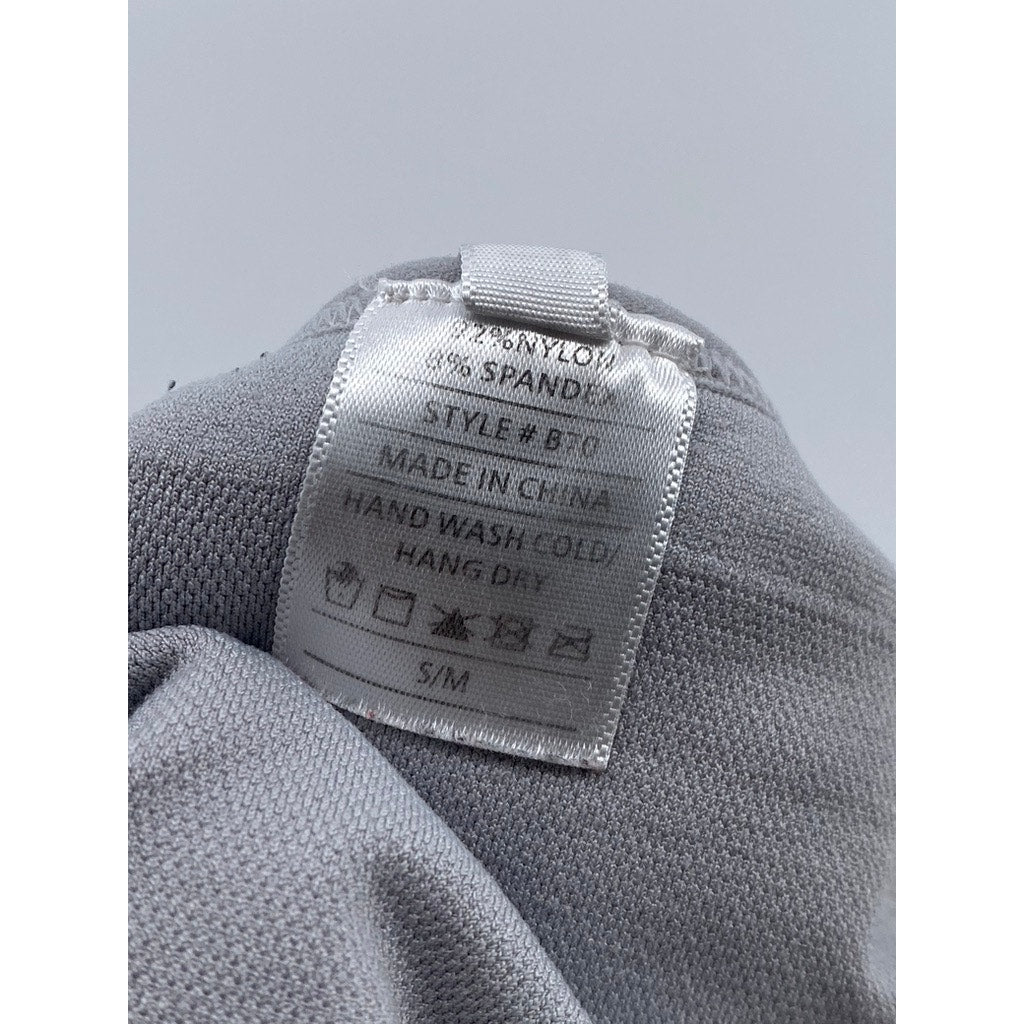 92%NYLON
8% SPANDEX
STYLE # B70
MADE IN CHINA
HAND WASH COLD/
HANG DRY
S/M